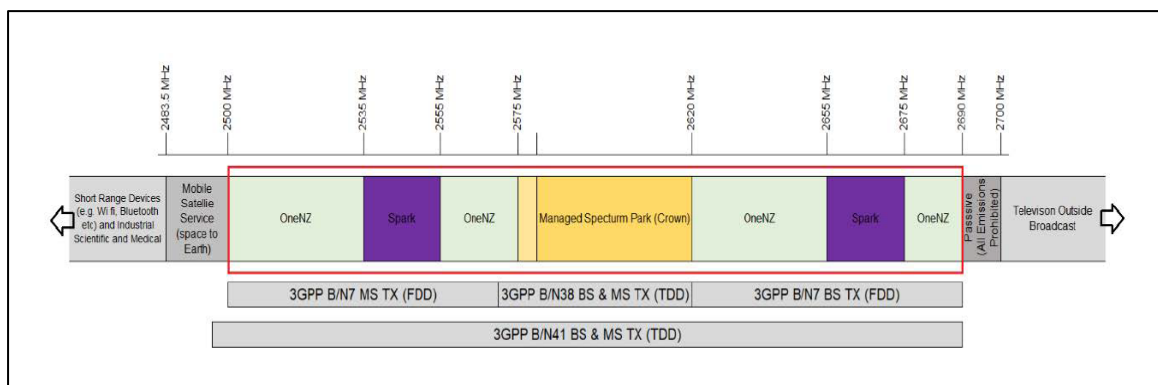 2483.5 MHz
2500 MHz
2535 MHz
2555 MHz
2575 MHz
2620 MHz
2655 MHz
2675 MHz
2690 MHz
2700 MHz
Short Range Devices
(e.g. Wi fi, Bluetooth
etc) and Industrial
Scientific and Medical
Mobile
Satellie
Service
(space to
Earth)
OneNZ
Spark
OneNZ
Managed Specturm Park (Crown)
OneNZ
Spark
OneNZ
Passsive
(All Emissions
Prohibited)
Televison Outside
Broadcast
3GPP B/N7 MS TX (FDD)
3GPP B/N38 BS & MS TX (TDD)
3GPP B/N7 BS TX (FDD)
3GPP B/N41 BS & MS TX (TDD)